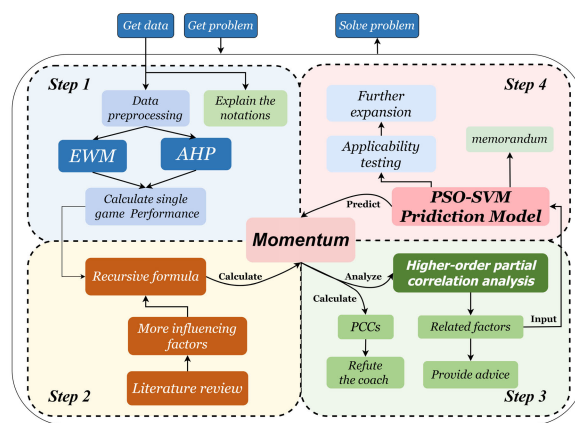 Get data
Get problem
Solve problem
Step 1
Data
preprocessing
Explain the
notations
EWM
AHP
Calculate single
game Performance
Step 4
Further
expansion
Applicability
testing
memorandum
PSO-SVM
Pridiction Model
Predict
Momentum
Recursive formula
Calculate
More influencing
factors
Literature review
Step 2
Analyze
Calculate
Higher-order partial
correlation analysis
PCCs
Related factors
Input
Refute
the coach
Provide advice
Step 3